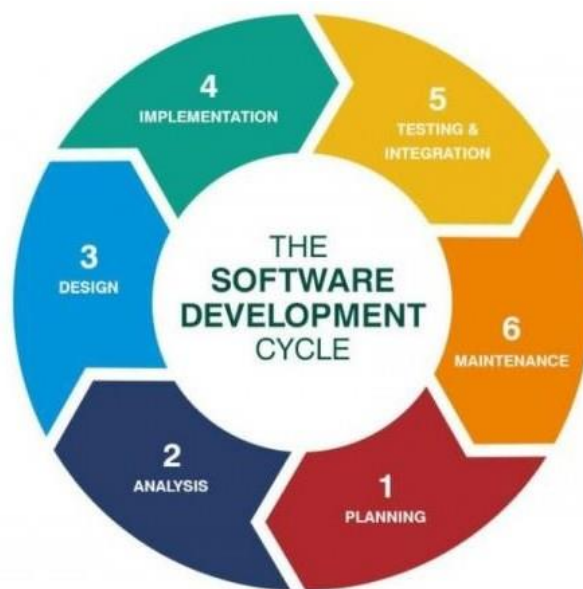 THE
SOFTWARE
DEVELOPMENT
CYCLE
1
PLANNING
2
ANALYSIS
3
DESIGN
4
IMPLEMENTATION
5
TESTING &
INTEGRATION
6
MAINTENANCE